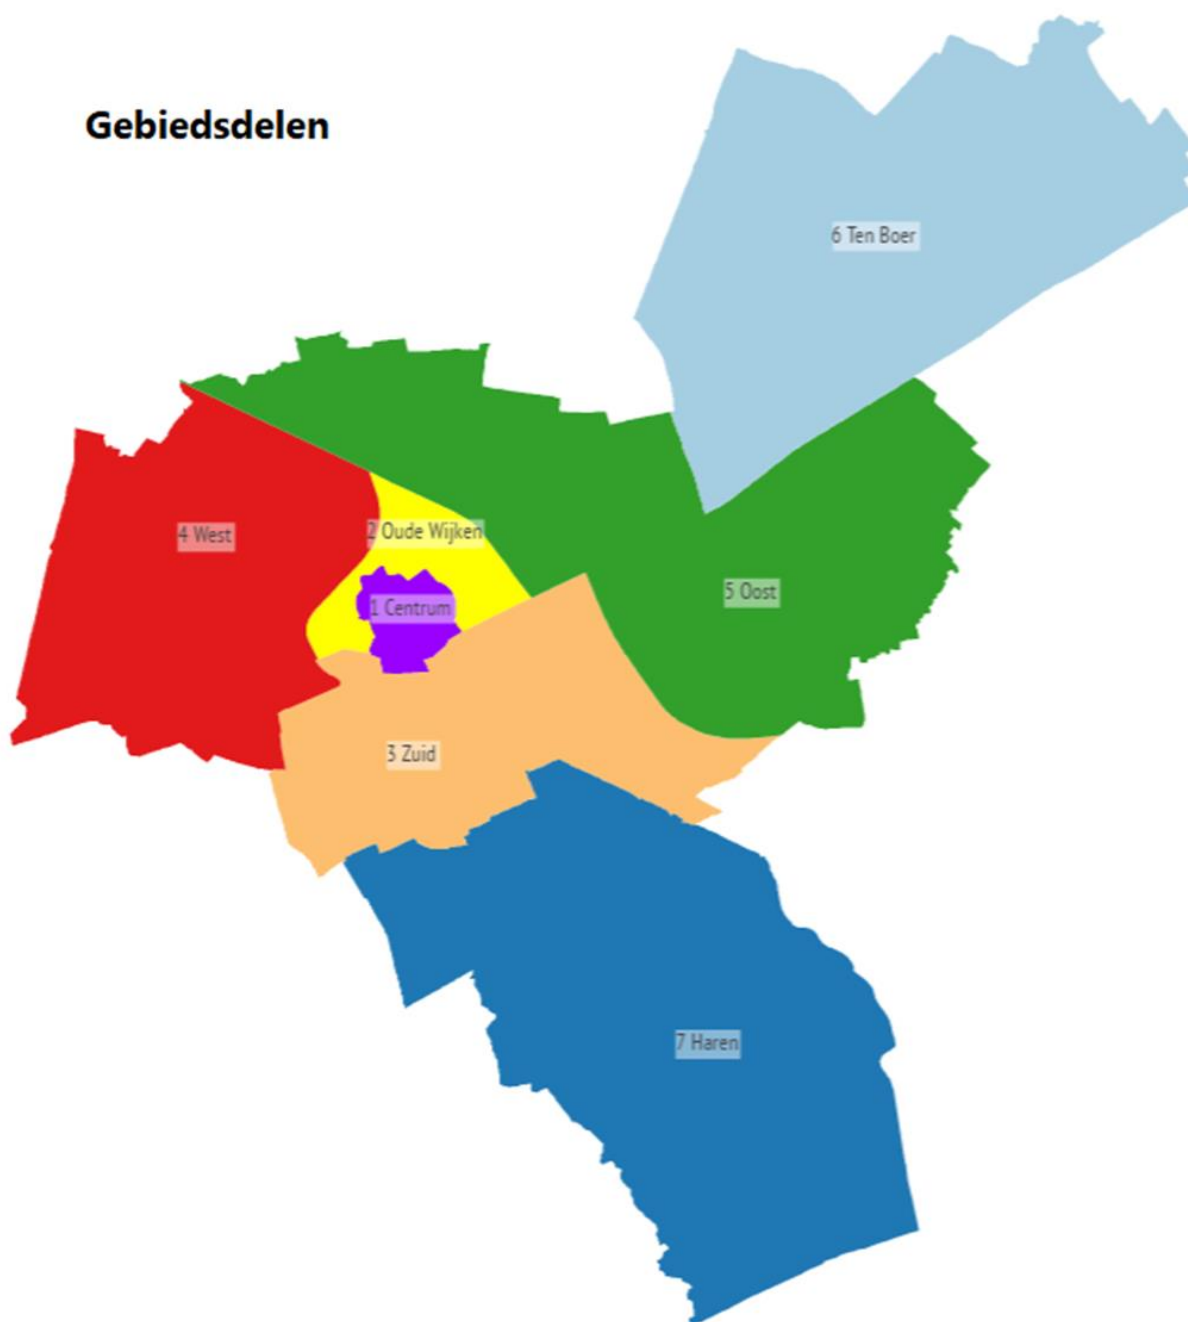 Gebiedsdelen
6 Ten Boer
4 West
2 Oude Wijken
5 Oost
1 Centrum
3 Zuid
7 Haren